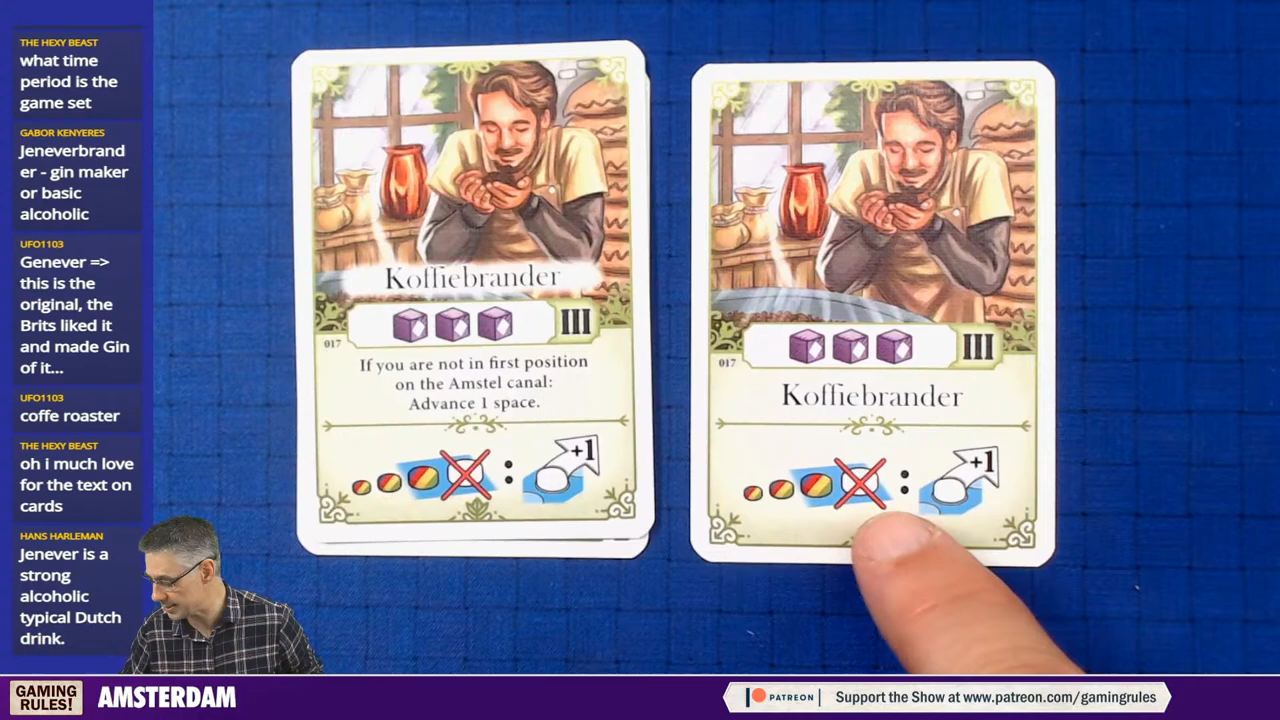 THE HEXY BEAST
what time
period is the
game set
GABOR KENYERES
Jeneverbrand
er - gin maker
or basic
alcoholic
UFO1103
Genever =>
this is the
original, the
Brits liked it
and made Gin
of it...
UFO1103
coffe roaster
THE HEXY BEAST
oh i much love
for the text on
cards
HANS HARLEMAN
Jenever is a
strong
alcoholic
typical Dutch
drink.
Koffiebrander
III
017
If you are not in first position
on the Amstel canal:
Advance 1 space.
: +1
III
017
Koffiebrander
: +1
GAMING
RULES!
AMSTERDAM
PATREON
Support the Show at www.patreon.com/gamingrules